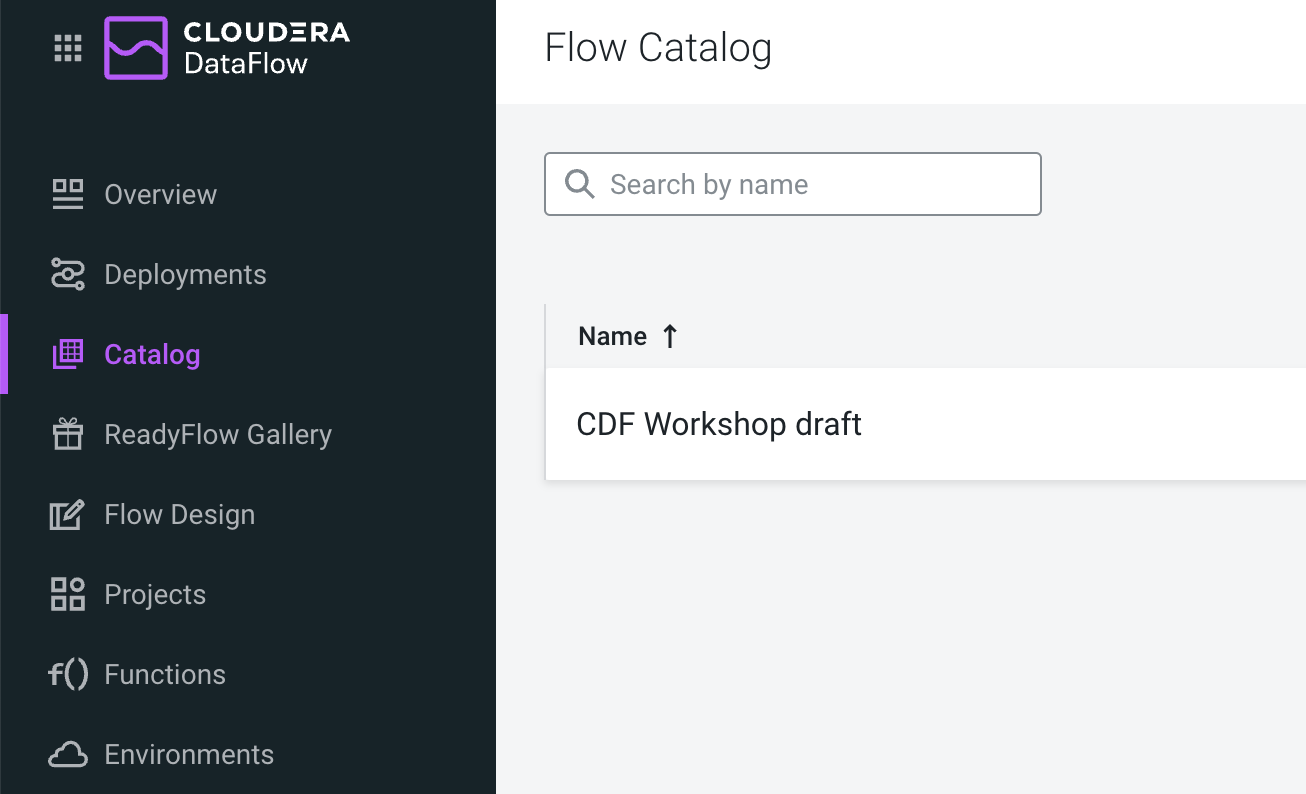 CLOUDERA
DataFlow
Overview
Deployments
Catalog
ReadyFlow Gallery
Flow Design
Projects
f() Functions
Environments
Flow Catalog
Search by name
Name ↑
CDF Workshop draft